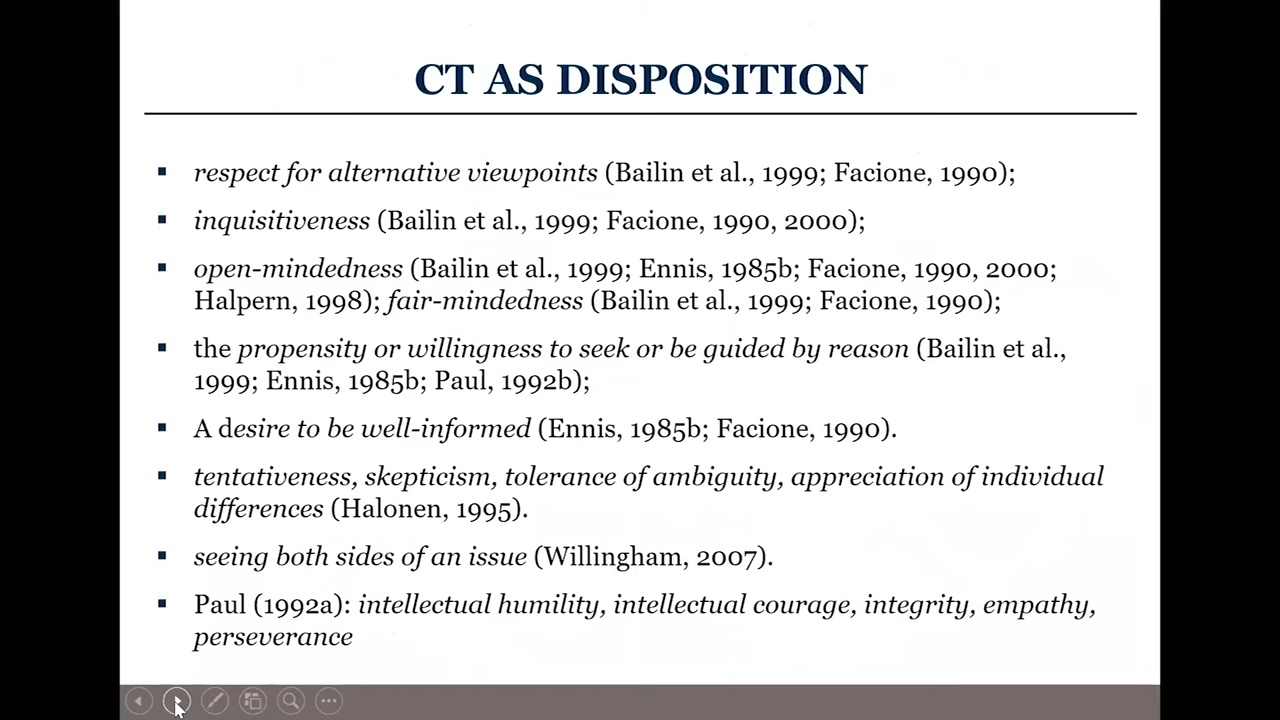 CT AS DISPOSITION
respect for alternative viewpoints (Bailin et al., 1999; Facione, 1990);
inquisitiveness (Bailin et al., 1999; Facione, 1990, 2000);
open-mindedness (Bailin et al., 1999; Ennis, 1985b; Facione, 1990, 2000;
Halpern, 1998); fair-mindedness (Bailin et al., 1999; Facione, 1990);
the propensity or willingness to seek or be guided by reason (Bailin et al.,
1999; Ennis, 1985b; Paul, 1992b);
A desire to be well-informed (Ennis, 1985b; Facione, 1990).
tentativeness, skepticism, tolerance of ambiguity, appreciation of individual
differences (Halonen, 1995).
seeing both sides of an issue (Willingham, 2007).
Paul (1992a): intellectual humility, intellectual courage, integrity, empathy,
perseverance